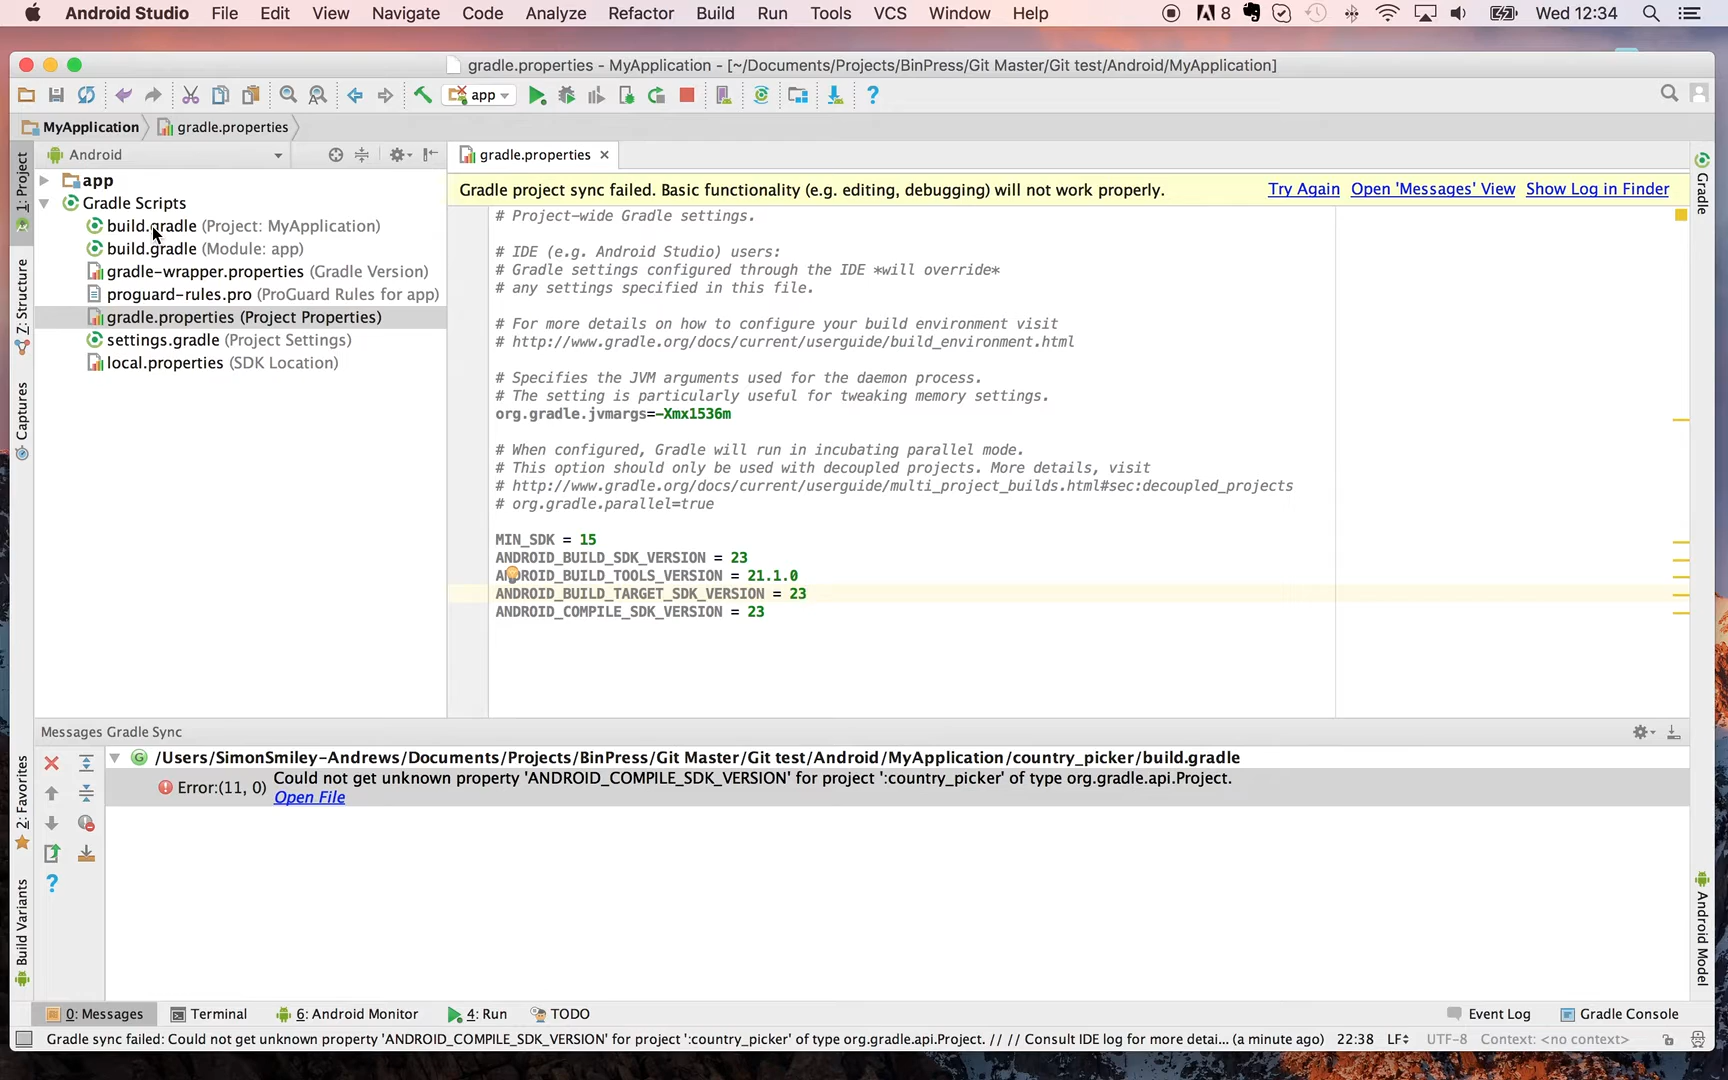 Android Studio File Edit View Navigate Code Analyze Refactor Build Run Tools VCS Window Help 8 Wed 12:34
gradle.properties - MyApplication - [~/Documents/Projects/BinPress/Git Master/Git test/Android/MyApplication]
app
MyApplication gradle.properties
Android
gradle.properties
1: Project
Z: Structure
Captures
2: Favorites
Build Variants
app
Gradle Scripts
build.gradle (Project: MyApplication)
build.gradle (Module: app)
gradle-wrapper.properties (Gradle Version)
proguard-rules.pro (ProGuard Rules for app)
gradle.properties (Project Properties)
settings.gradle (Project Settings)
local.properties (SDK Location)
Gradle project sync failed. Basic functionality (e.g. editing, debugging) will not work properly. Try Again Open 'Messages' View Show Log in Finder
# Project-wide Gradle settings.
# IDE (e.g. Android Studio) users:
# Gradle settings configured through the IDE *will override*
# any settings specified in this file.
# For more details on how to configure your build environment visit
# http://www.gradle.org/docs/current/userguide/build_environment.html
# Specifies the JVM arguments used for the daemon process.
# The setting is particularly useful for tweaking memory settings.
org.gradle.jvmargs=-Xmx1536m
# When configured, Gradle will run in incubating parallel mode.
# This option should only be used with decoupled projects. More details, visit
# http://www.gradle.org/docs/current/userguide/multi_project_builds.html#sec:decoupled_projects
# org.gradle.parallel=true
MIN_SDK = 15
ANDROID_BUILD_SDK_VERSION = 23
ANDROID_BUILD_TOOLS_VERSION = 21.1.0
ANDROID_BUILD_TARGET_SDK_VERSION = 23
ANDROID_COMPILE_SDK_VERSION = 23
Gradle
Android Model
Messages Gradle Sync
/Users/SimonSmiley-Andrews/Documents/Projects/BinPress/Git Master/Git test/Android/MyApplication/country_picker/build.gradle
Error:(11, 0) Could not get unknown property 'ANDROID_COMPILE_SDK_VERSION' for project ':country_picker' of type org.gradle.api.Project.
Open File
0: Messages Terminal 6: Android Monitor 4: Run TODO Event Log Gradle Console
Gradle sync failed: Could not get unknown property 'ANDROID_COMPILE_SDK_VERSION' for project ':country_picker' of type org.gradle.api.Project. // // Consult IDE log for more detai... (a minute ago) 22:38 LF UTF-8 Context: <no context>